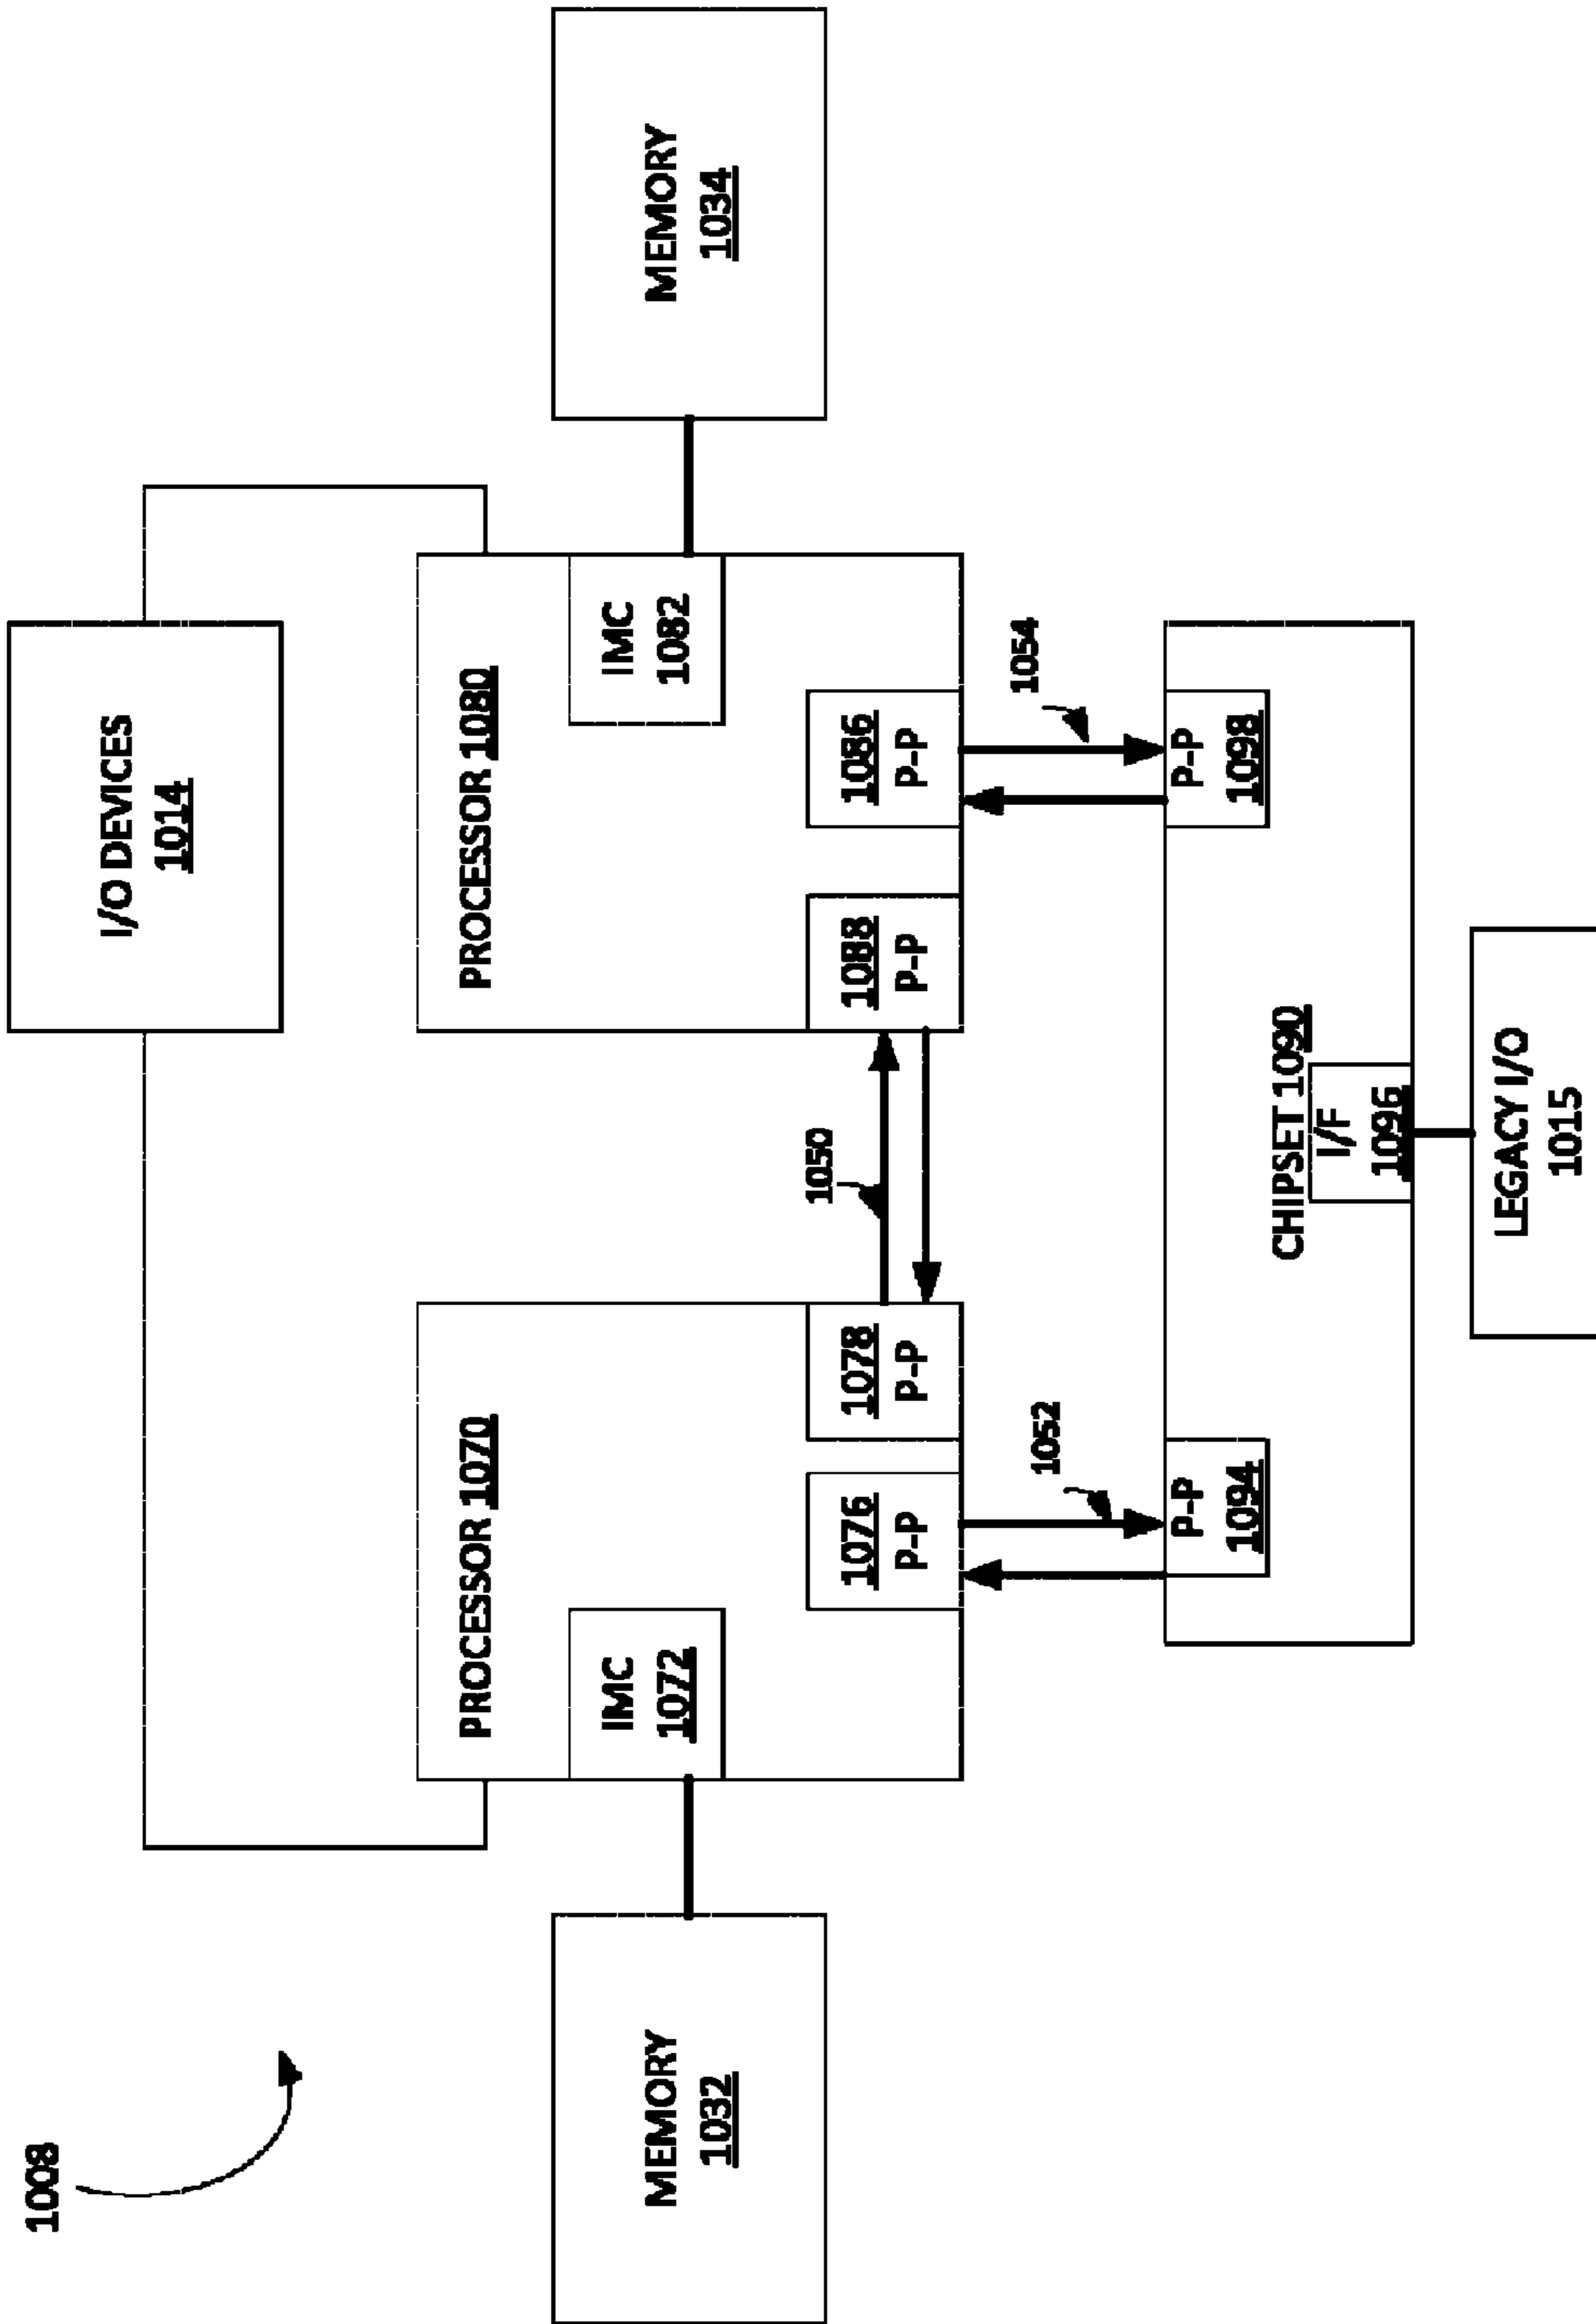 1008
I/O DEVICES
1014
PROCESSOR 1070
PROCESSOR 1080
MEMORY
1032
IMC
1072
IMC
1082
MEMORY
1034
1050
1076
P-P
1078
P-P
1088
P-P
1086
P-P
1052
1054
P-P
1094
P-P
1098
CHIPSET 1090
I/F
1096
LEGACY I/O
1015